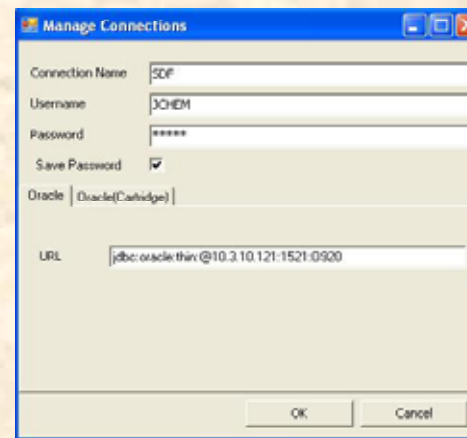 Manage Connections
Connection Name SDF
Username JCHEM
Password *****
Save Password
Oracle Oracle(Cartridge)
URL jdbc:oracle:thin:@10.3.10.121:1521:O920
OK Cancel